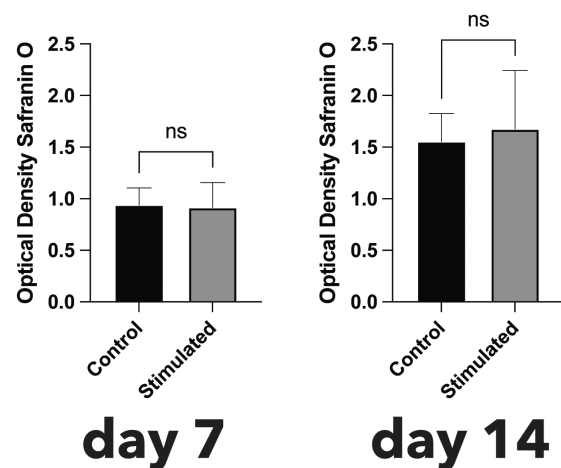 Optical Density Safranin O
2.5
2.0
1.5
1.0
0.5
0.0
ns
Control
Stimulated
day 7
Optical Density Safranin O
2.5
2.0
1.5
1.0
0.5
0.0
ns
Control
Stimulated
day 14